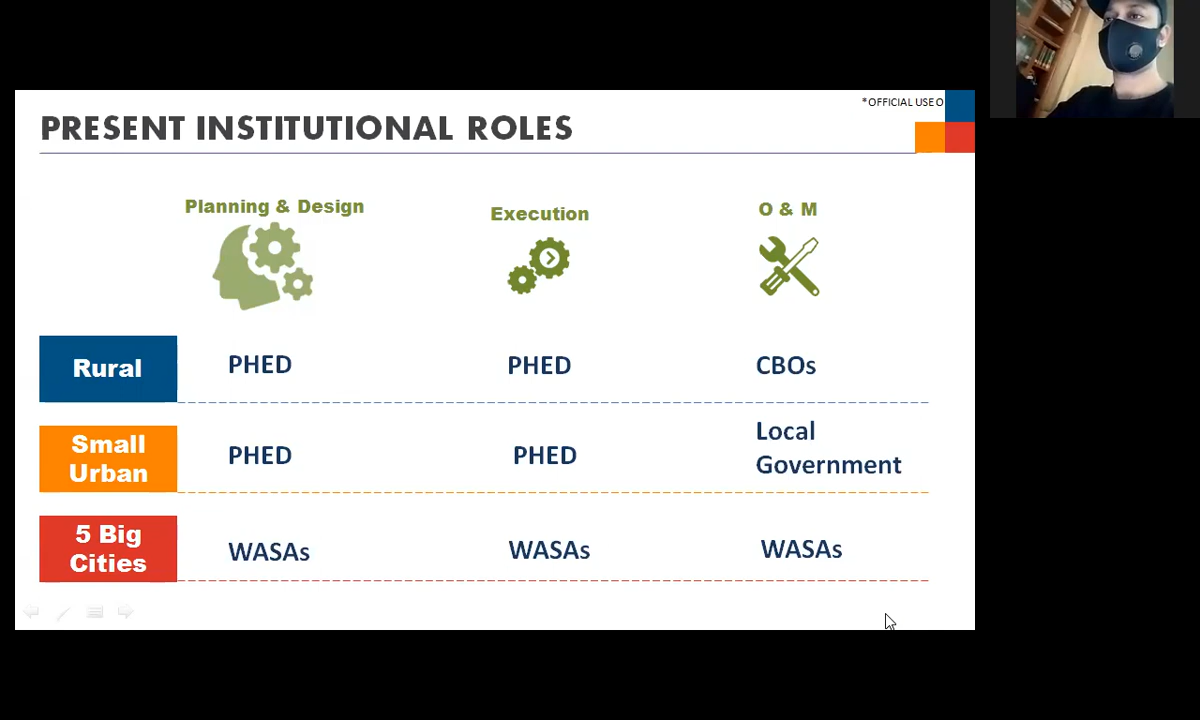 *OFFICIAL USE O
PRESENT INSTITUTIONAL ROLES
Planning & Design
Execution
O & M
Rural
PHED
PHED
CBOs
Small
Urban
PHED
PHED
Local
Government
5 Big
Cities
WASAs
WASAs
WASAs